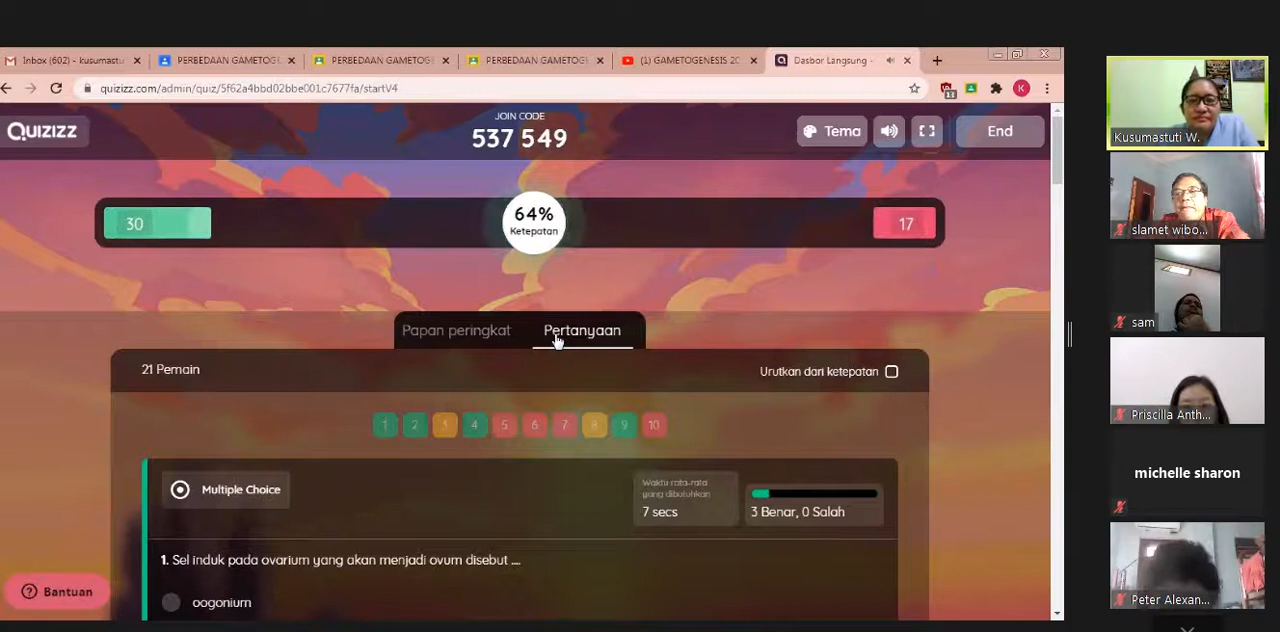 Inbox (602) - kusumastu
PERBEDAAN GAMETOGE
PERBEDAAN GAMETOGE
PERBEDAAN GAMETOGE
(1) GAMETOGENESIS 20
Dasbor Langsung -
quizizz.com/admin/quiz/5f62a4bbd02bbe001c7677fa/startV4
K
QUIZIZZ
JOIN CODE
537 549
Tema
End
30
64%
Ketepatan
17
Papan peringkat
Pertanyaan
21 Pemain
Urutkan dari ketepatan
1 2 3 4 5 6 7 8 9 10
Multiple Choice
Waktu rata-rata
yang dibutuhkan
7 secs
3 Benar, 0 Salah
1. Sel induk pada ovarium yang akan menjadi ovum disebut ....
oogonium
Bantuan
Kusumastuti W.
slamet wibo...
sam
Priscilla Anth...
michelle sharon
Peter Alexan...